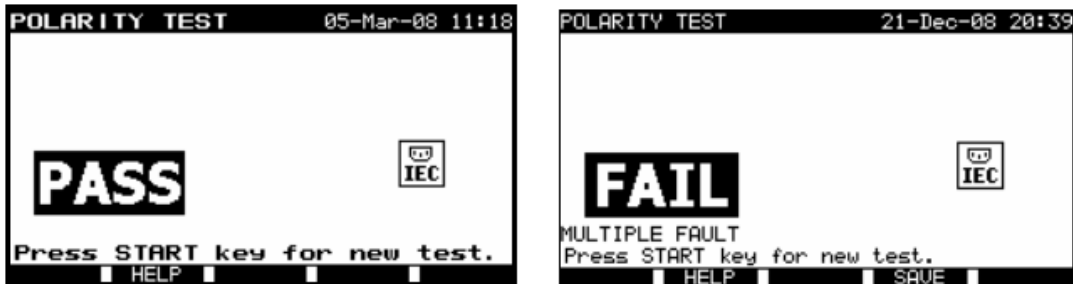 POLARITY TEST 05-Mar-08 11:18
IEC
PASS
Press START key for new test.
HELP
POLARITY TEST 21-Dec-08 20:39
IEC
FAIL
MULTIPLE FAULT
Press START key for new test.
HELP SAVE